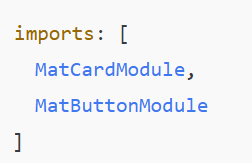 imports: [
MatCardModule,
MatButtonModule
]